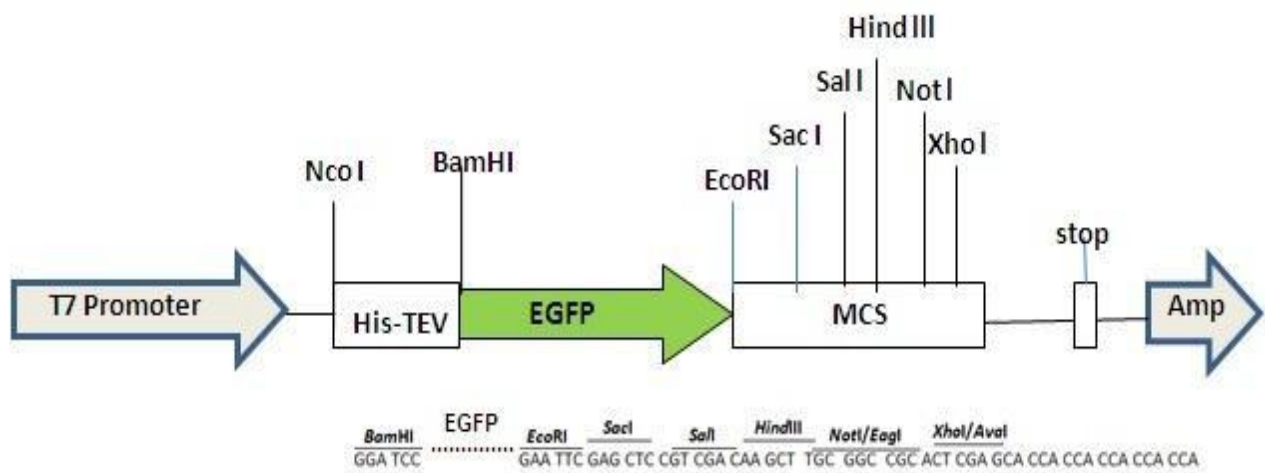 Hind III
Sal I
Not I
Sac I
Xho I
BamHI
Nco I
EcoRI
stop
T7 Promoter
His-TEV
EGFP
MCS
Amp
BamHI EGFP EcoRI SacI SalI HindIII NotI/EagI XhoI/AvaI
GGA TCC GAA TTC GAG CTC CGT CGA CAA GCT TGC GGC CGC ACT CGA GCA CCA CCA CCA CCA CCA